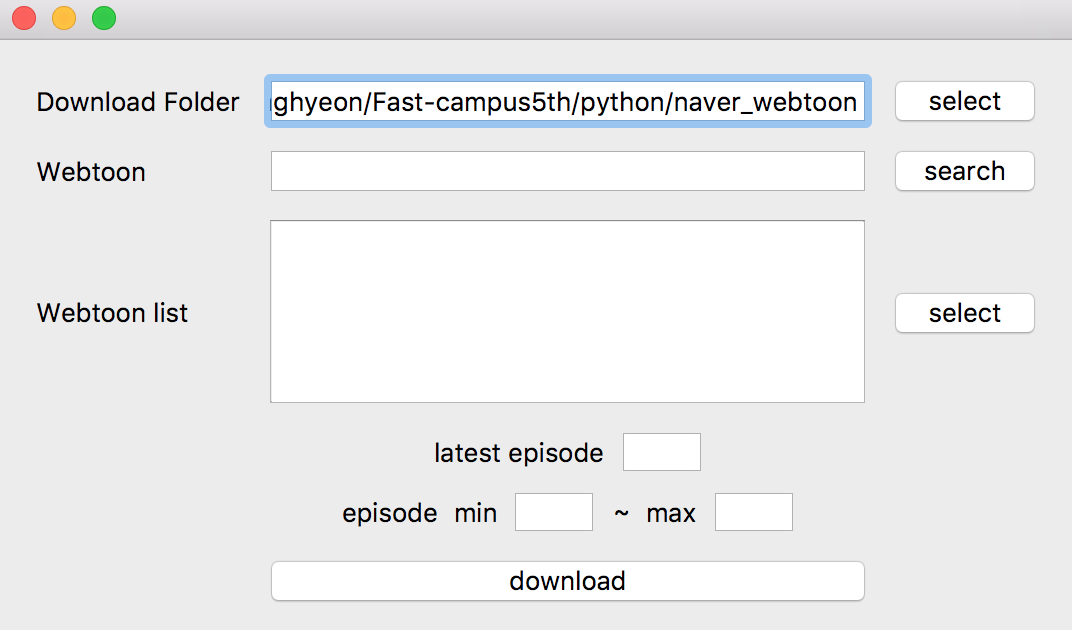 Download Folder ghyeon/Fast-campus5th/python/naver_webtoon select
Webtoon search
Webtoon list select
latest episode
episode min ~ max
download